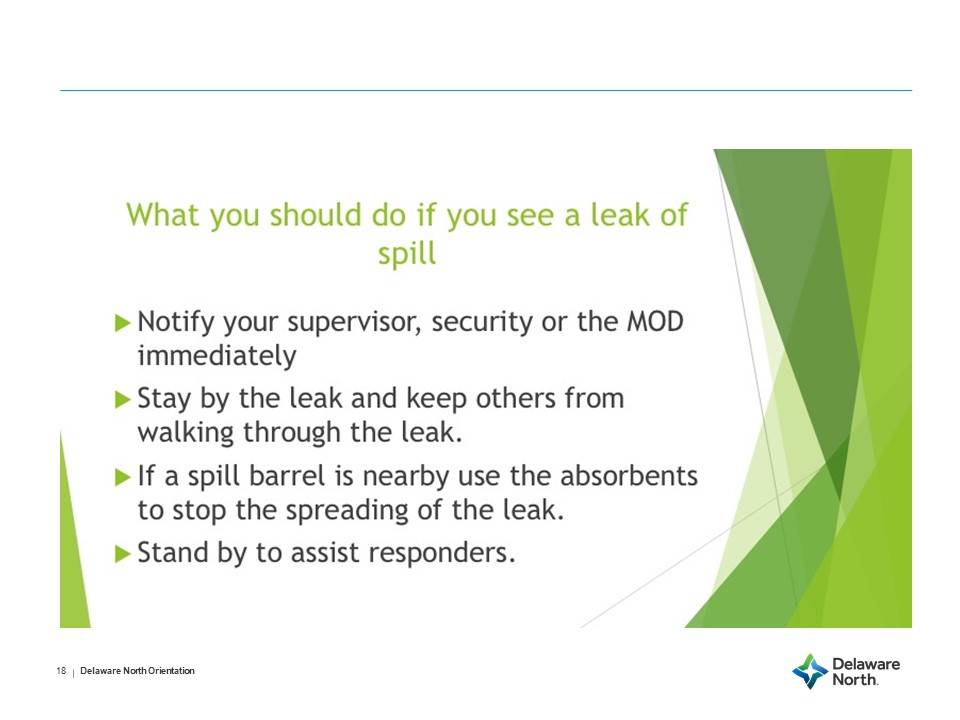 What you should do if you see a leak of
spill
Notify your supervisor, security or the MOD
immediately
Stay by the leak and keep others from
walking through the leak.
If a spill barrel is nearby use the absorbents
to stop the spreading of the leak.
Stand by to assist responders.
18 | Delaware North Orientation
Delaware
North.